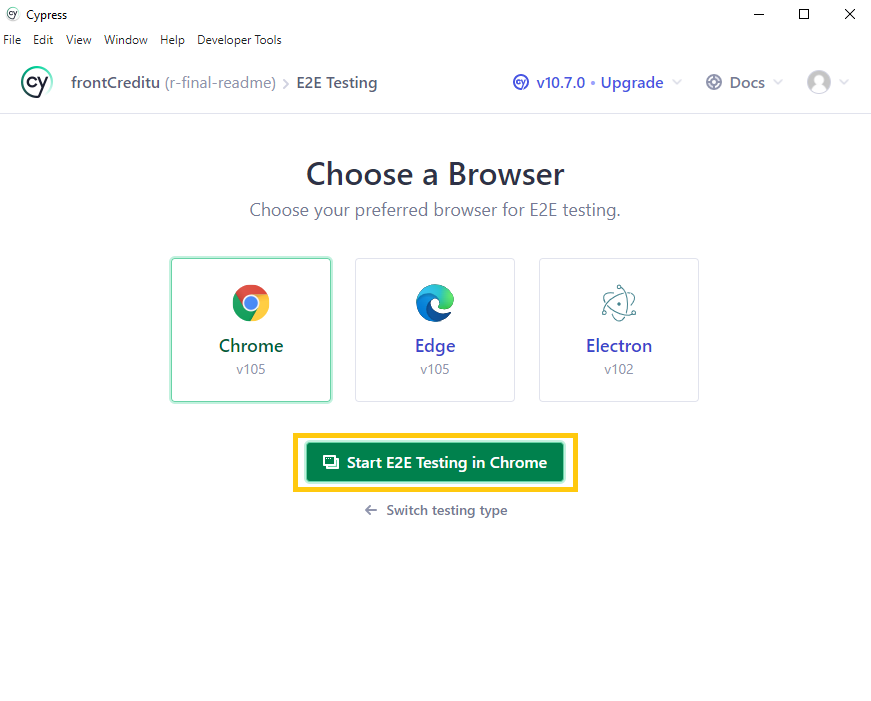 Cypress
File Edit View Window Help Developer Tools
cy frontCreditu (r-final-readme) > E2E Testing cy v10.7.0 • Upgrade Docs
Choose a Browser
Choose your preferred browser for E2E testing.
Chrome Edge Electron
v105 v105 v102
Start E2E Testing in Chrome
← Switch testing type